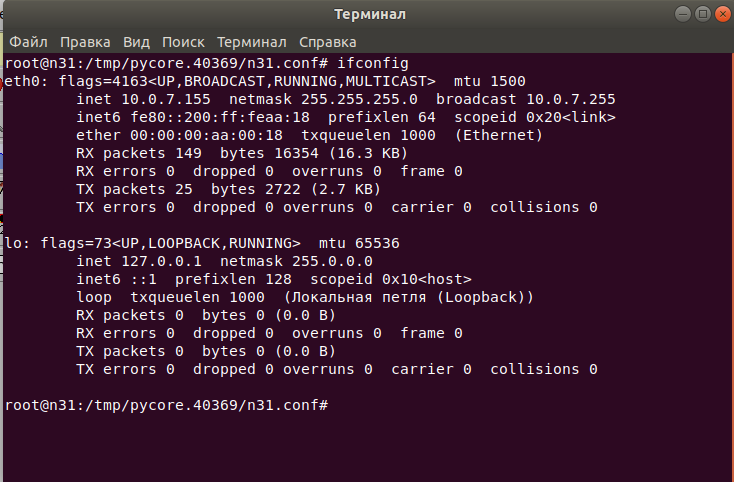 Терминал
Файл Правка Вид Поиск Терминал Справка
root@n31:/tmp/pycore.40369/n31.conf# ifconfig
eth0: flags=4163<UP,BROADCAST,RUNNING,MULTICAST>  mtu 1500
        inet 10.0.7.155  netmask 255.255.255.0  broadcast 10.0.7.255
        inet6 fe80::200:ff:feaa:18  prefixlen 64  scopeid 0x20<link>
        ether 00:00:00:aa:00:18  txqueuelen 1000  (Ethernet)
        RX packets 149  bytes 16354 (16.3 KB)
        RX errors 0  dropped 0  overruns 0  frame 0
        TX packets 25  bytes 2722 (2.7 KB)
        TX errors 0  dropped 0 overruns 0  carrier 0  collisions 0
lo: flags=73<UP,LOOPBACK,RUNNING>  mtu 65536
        inet 127.0.0.1  netmask 255.0.0.0
        inet6 ::1  prefixlen 128  scopeid 0x10<host>
        loop  txqueuelen 1000  (Локальная петля (Loopback))
        RX packets 0  bytes 0 (0.0 B)
        RX errors 0  dropped 0  overruns 0  frame 0
        TX packets 0  bytes 0 (0.0 B)
        TX errors 0  dropped 0 overruns 0  carrier 0  collisions 0
root@n31:/tmp/pycore.40369/n31.conf#